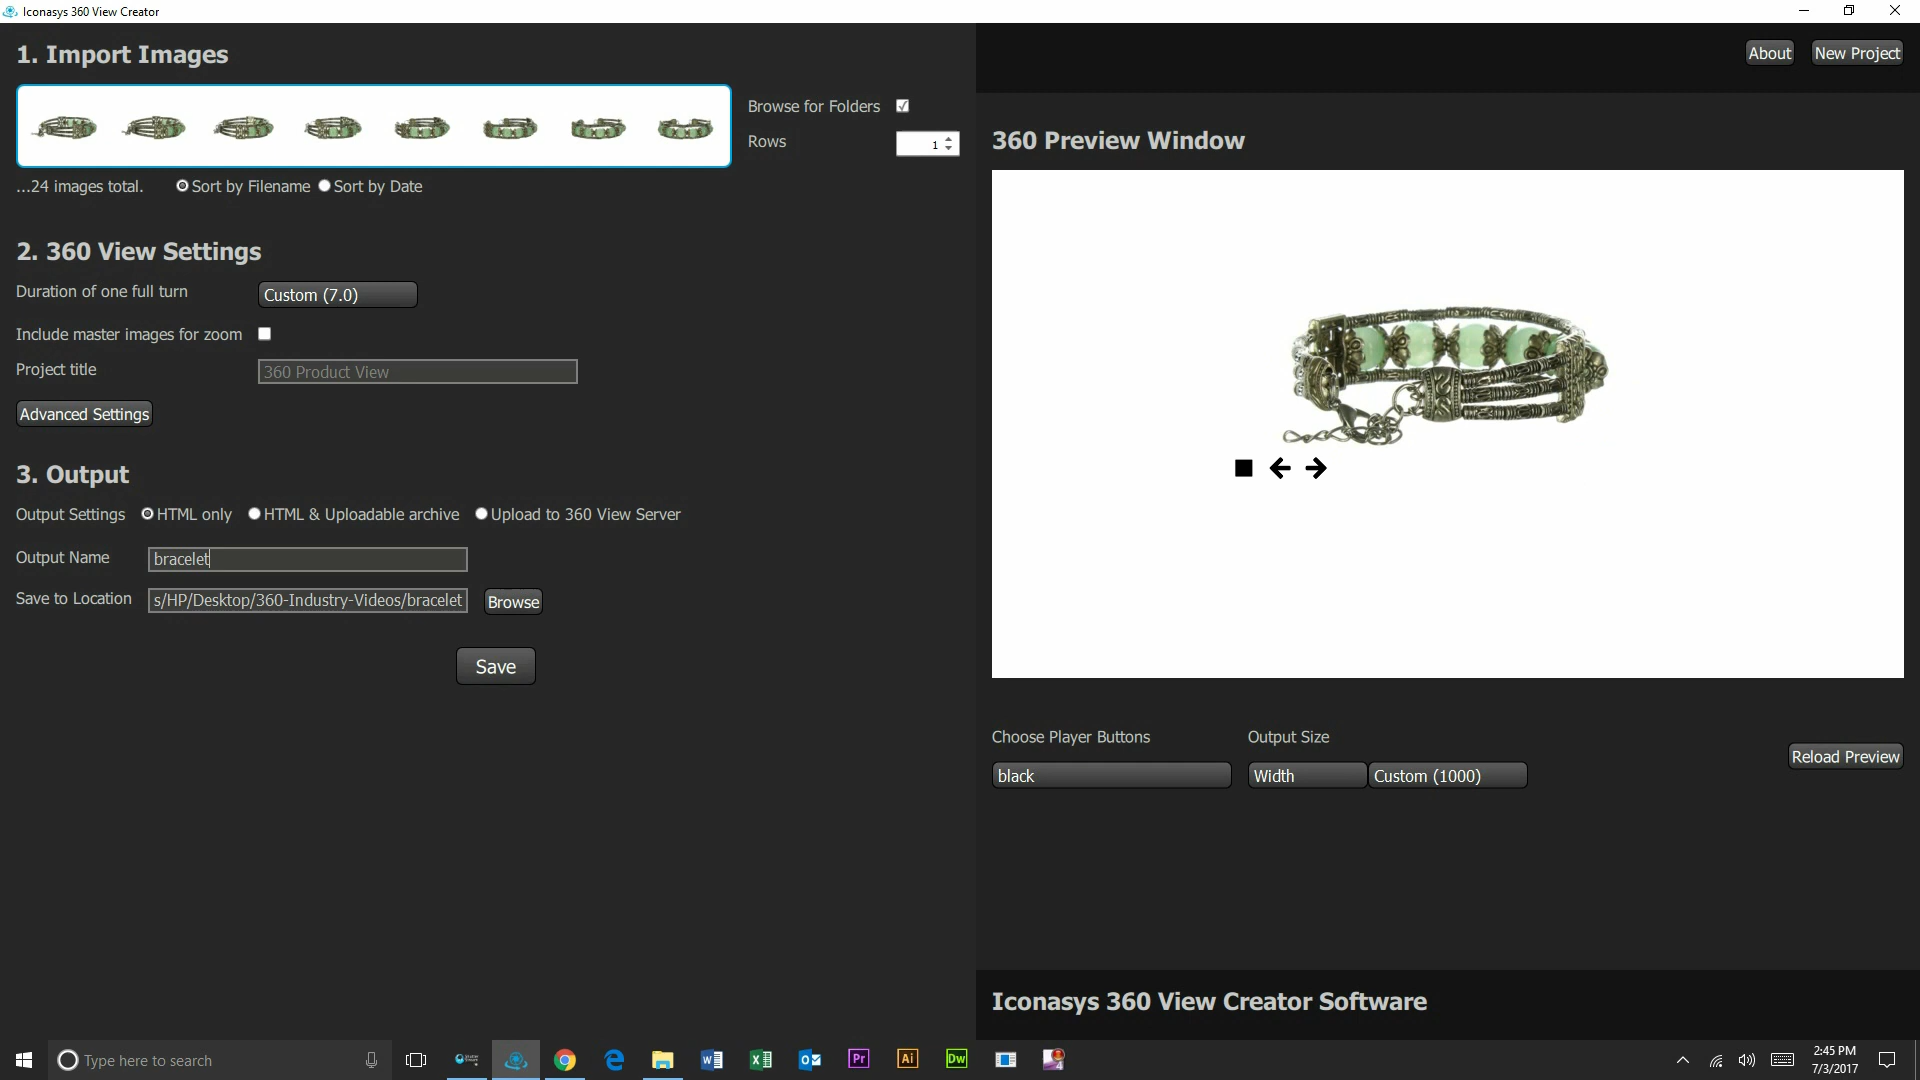 Iconasys 360 View Creator
1. Import Images
About
New Project
Browse for Folders
Rows
1
...24 images total.
Sort by Filename
Sort by Date
360 Preview Window
2. 360 View Settings
Duration of one full turn
Custom (7.0)
Include master images for zoom
Project title
360 Product View
Advanced Settings
3. Output
Output Settings
HTML only
HTML & Uploadable archive
Upload to 360 View Server
Output Name
bracelet
Save to Location
s/HP/Desktop/360-Industry-Videos/bracelet
Browse
Save
Choose Player Buttons
Output Size
black
Width
Custom (1000)
Reload Preview
Iconasys 360 View Creator Software
Type here to search
Pr
Ai
Dw
2:45 PM
7/3/2017